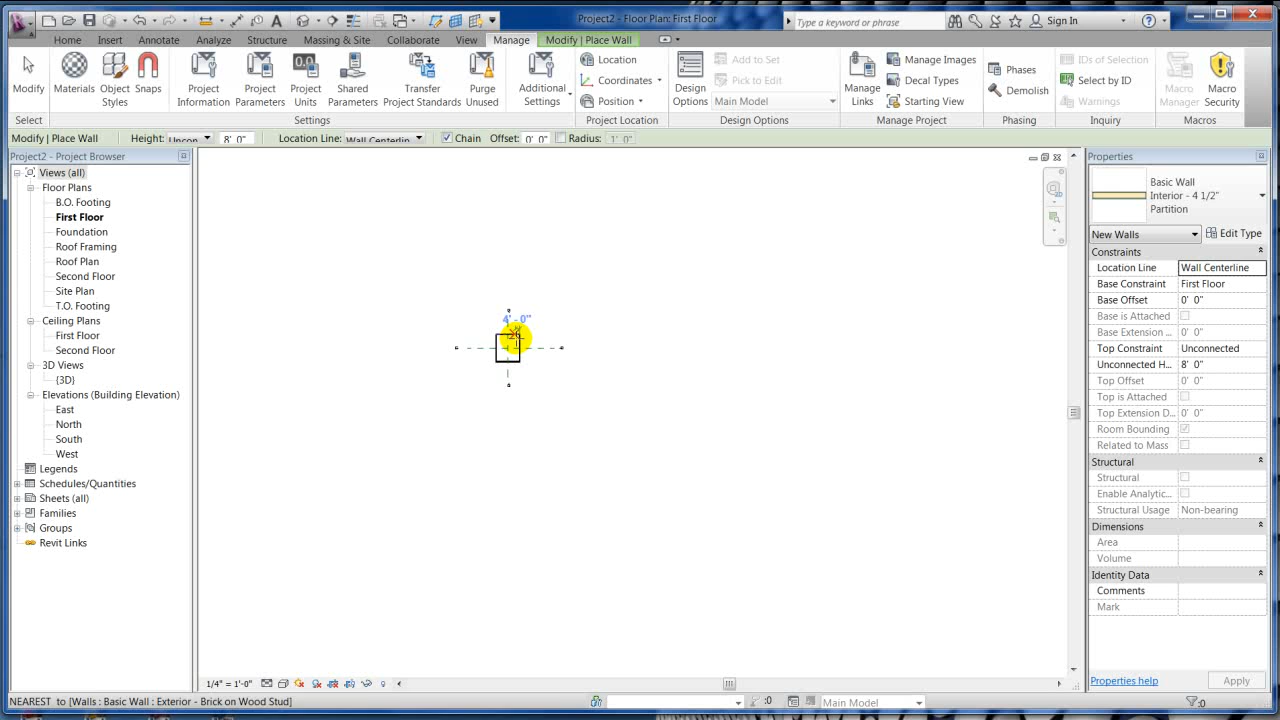 Project2 - Floor Plan: First Floor
Type a keyword or phrase
Sign In
Home Insert Annotate Analyze Structure Massing & Site Collaborate View Manage Modify | Place Wall
Modify
Materials
Object Styles
Snaps
Project Information
Project Parameters
Project Units
Shared Parameters
Transfer Project Standards
Purge Unused
Additional Settings
Location
Coordinates
Position
Design Options
Add to Set
Pick to Edit
Main Model
Manage Links
Manage Images
Decal Types
Starting View
Phases
Demolish
IDs of Selection
Select by ID
Warnings
Macro Manager
Macro Security
Select Settings Project Location Design Options Manage Project Phasing Inquiry Macros
Modify | Place Wall Height: Uncon 8' 0" Location Line: Wall Centerlin Chain Offset: 0' 0" Radius: 1' 0"
Project2 - Project Browser
Views (all)
Floor Plans
B.O. Footing
First Floor
Foundation
Roof Framing
Roof Plan
Second Floor
Site Plan
T.O. Footing
Ceiling Plans
First Floor
Second Floor
3D Views
{3D}
Elevations (Building Elevation)
East
North
South
West
Legends
Schedules/Quantities
Sheets (all)
Families
Groups
Revit Links
4' - 0"
Properties
Basic Wall
Interior - 4 1/2"
Partition
New Walls Edit Type
Constraints
Location Line Wall Centerline
Base Constraint First Floor
Base Offset 0' 0"
Base is Attached
Base Extension ... 0' 0"
Top Constraint Unconnected
Unconnected H... 8' 0"
Top Offset 0' 0"
Top is Attached
Top Extension D... 0' 0"
Room Bounding
Related to Mass
Structural
Structural
Enable Analytic...
Structural Usage Non-bearing
Dimensions
Area
Volume
Identity Data
Comments
Mark
Properties help Apply
1/4" = 1'-0"
NEAREST to [Walls : Basic Wall : Exterior - Brick on Wood Stud] :0 Main Model :0